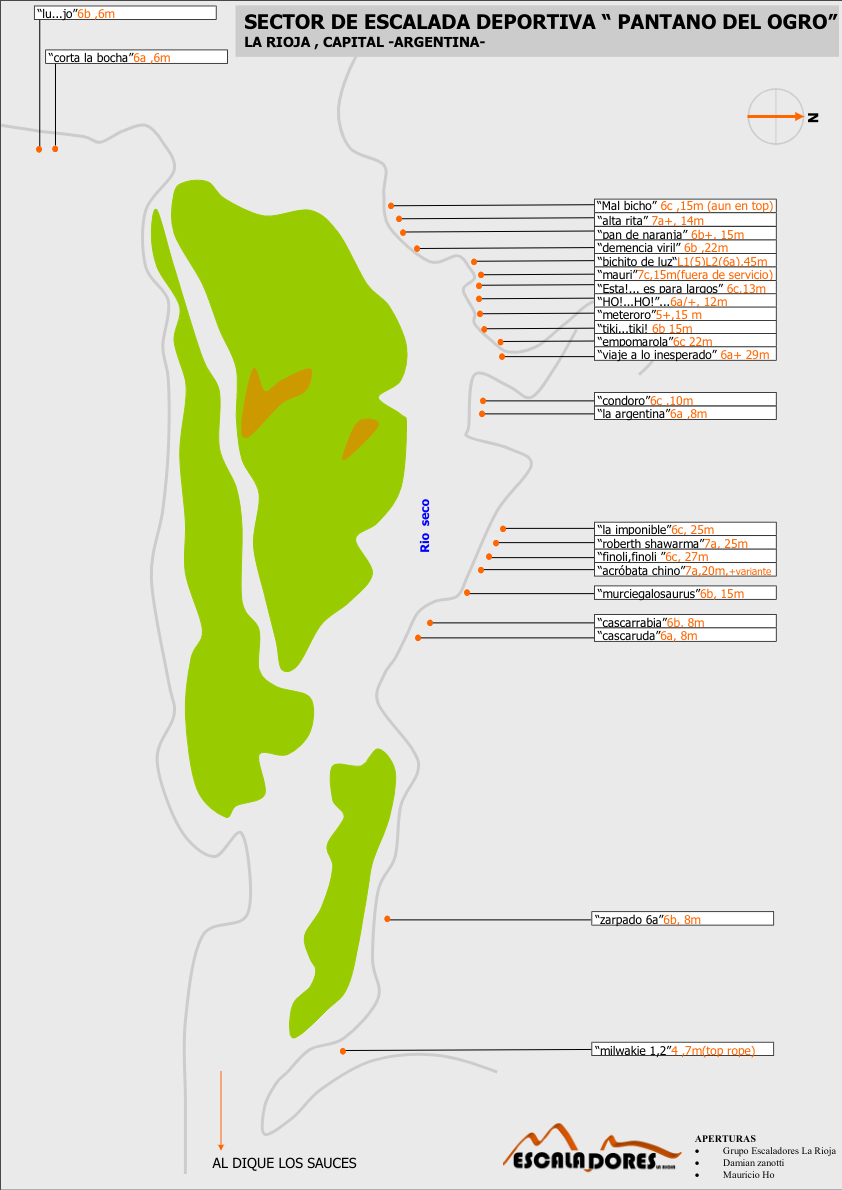 “lu...jo”6b ,6m
SECTOR DE ESCALADA DEPORTIVA “ PANTANO DEL OGRO”
LA RIOJA , CAPITAL -ARGENTINA-
“corta la bocha”6a ,6m
N
“Mal bicho” 6c ,15m (aun en top)
“alta rita” 7a+, 14m
“pan de naranja” 6b+, 15m
“demencia viril” 6b ,22m
“bichito de luz“L1(5)L2(6a).45m
“mauri”7c,15m(fuera de servicio)
“Esta!... es para largos” 6c.13m
“HO!...HO!”...6a/+, 12m
“meteroro”5+,15 m
“tiki...tiki! 6b 15m
“empomarola”6c 22m
“viaje a lo inesperado” 6a+ 29m
“condoro”6c .10m
“la argentina”6a ,8m
Rio seco
“la imponible”6c, 25m
“roberth shawarma”7a, 25m
“finoli,finoli ”6c, 27m
“acróbata chino”7a,20m,+variante
“murciegalosaurus”6b, 15m
“cascarrabia”6b. 8m
“cascaruda”6a, 8m
“zarpado 6a”6b, 8m
“milwakie 1,2”4 ,7m(top rope)
AL DIQUE LOS SAUCES
ESCALADORES LA RIOJA
APERTURAS
• Grupo Escaladores La Rioja
• Damian zanotti
• Mauricio Ho